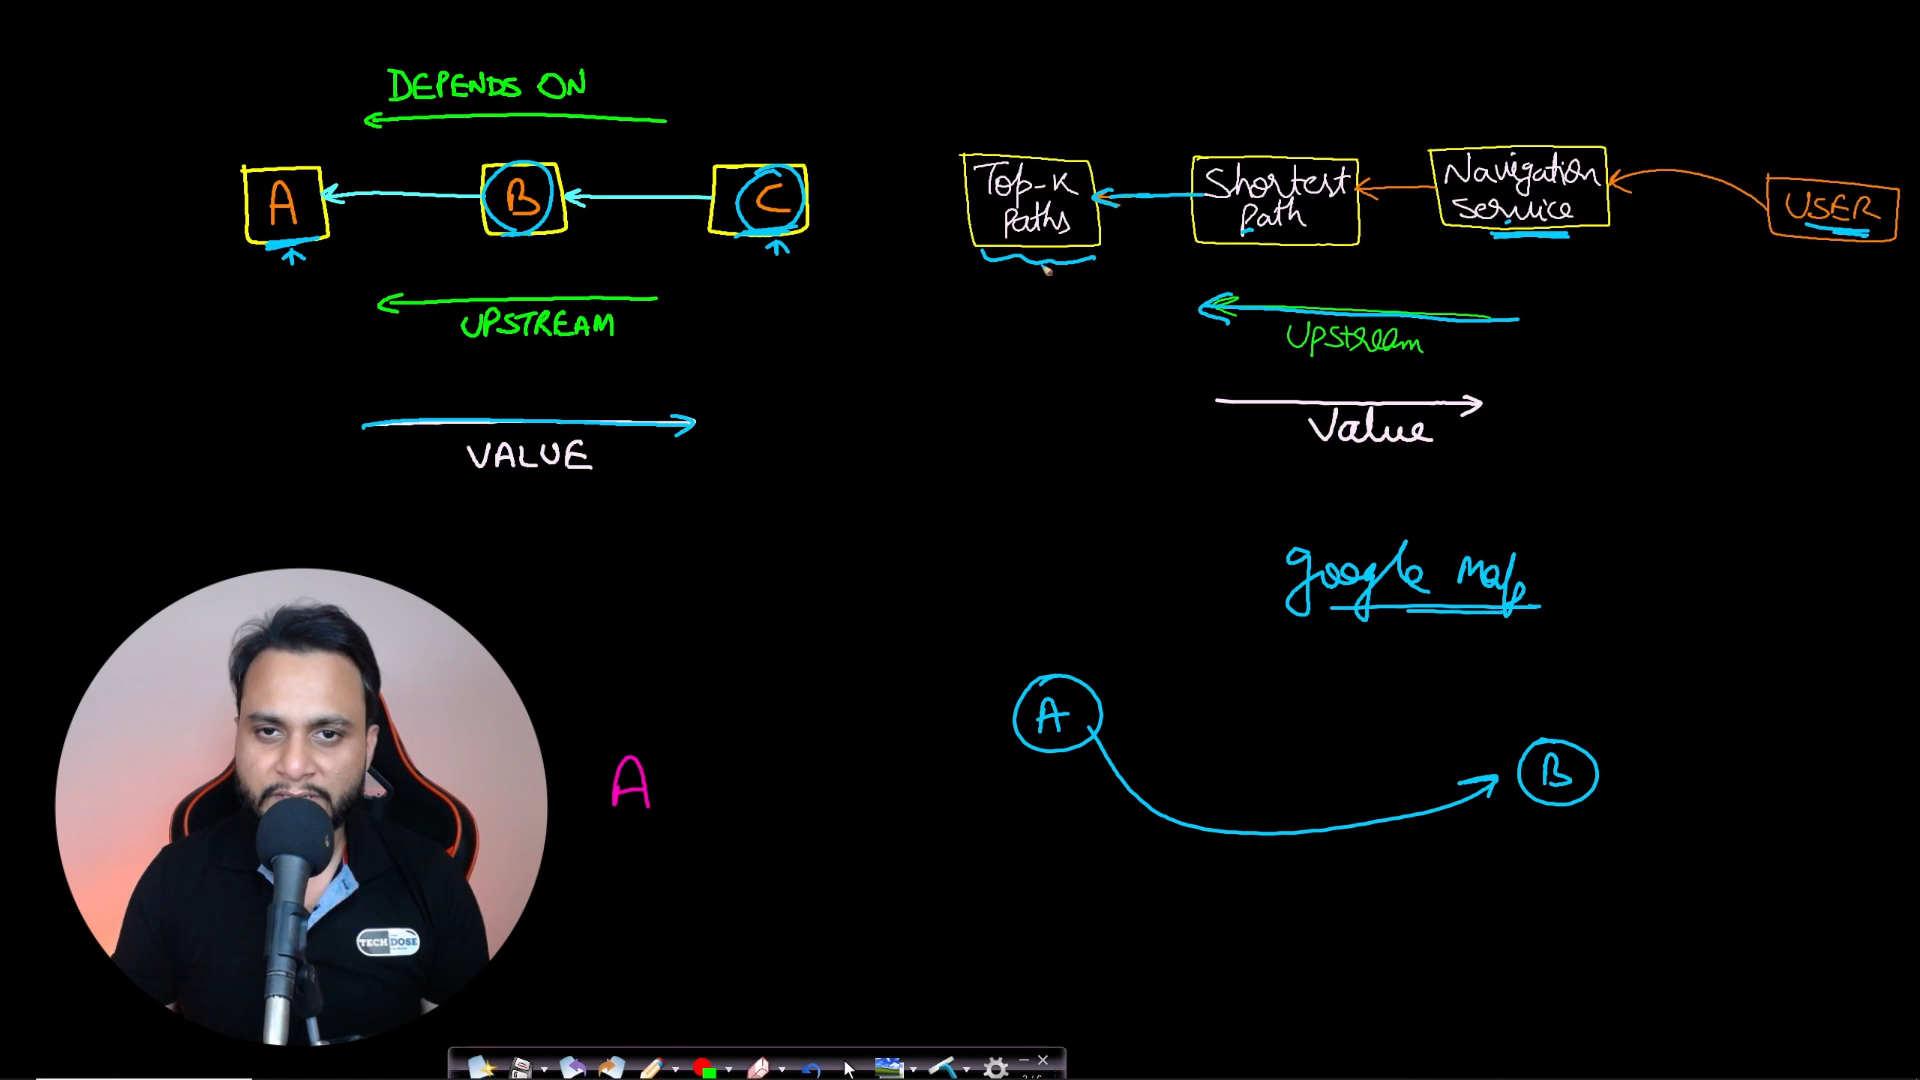 DEPENDS ON
A
B
C
UPSTREAM
VALUE
Top-K
Paths
Shortest
Path
Navigation
Service
USER
Upstream
Value
google Map
A
B
A
TECH DOSE